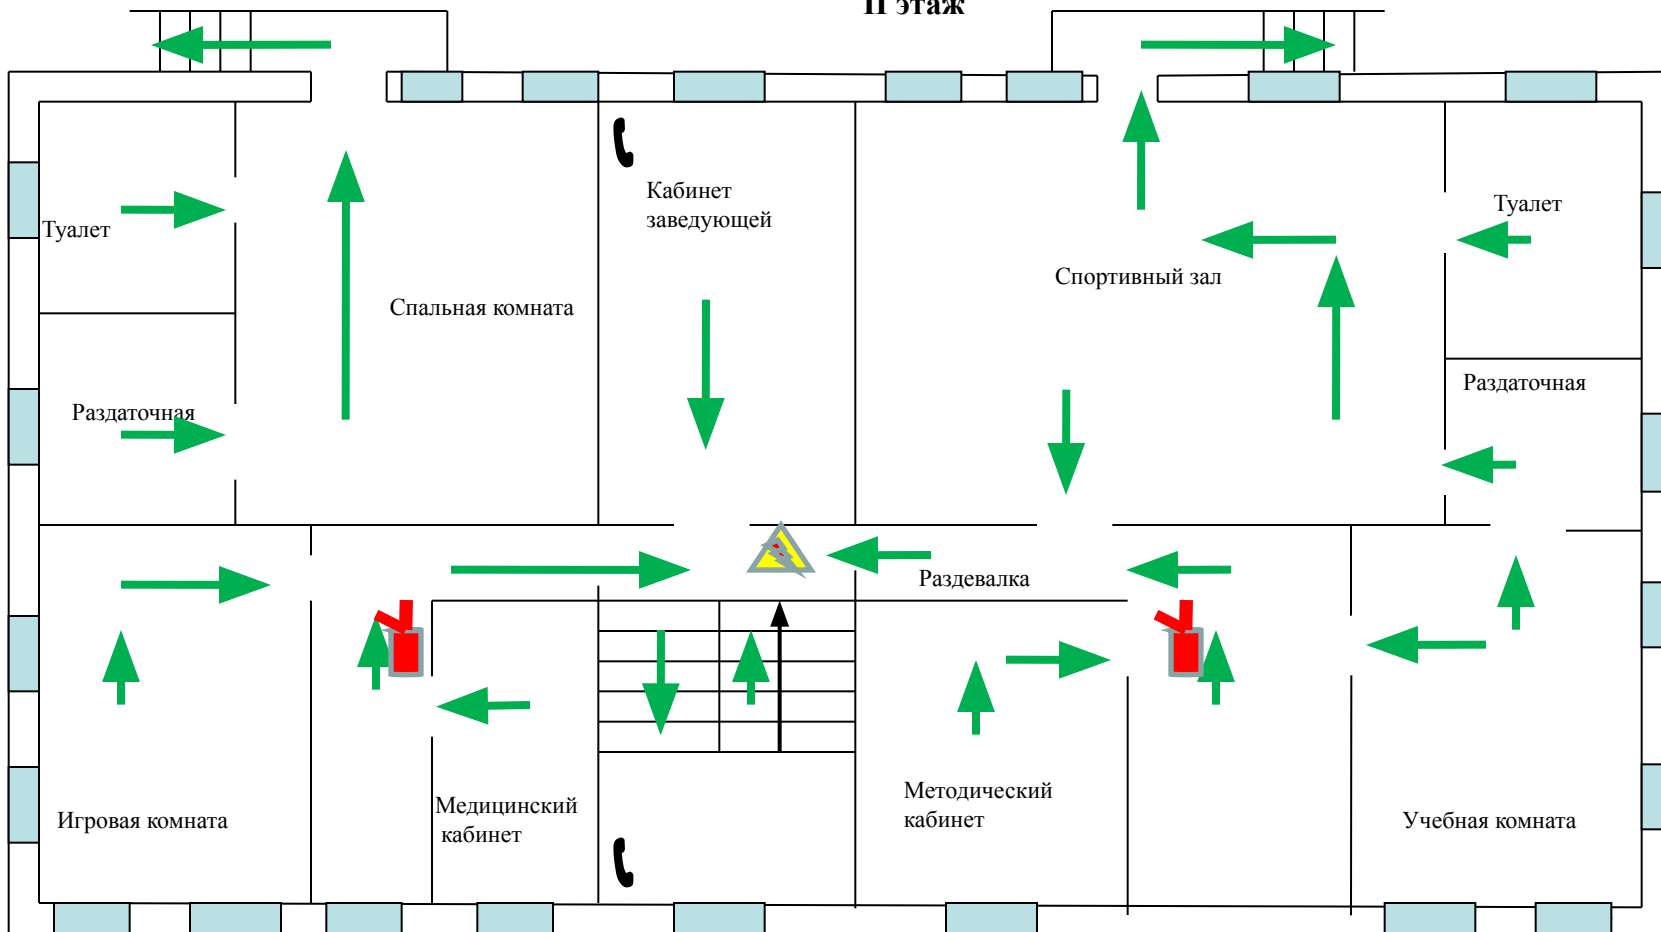 II этаж
Кабинет
заведующей
Туалет
Туалет
Спортивный зал
Спальная комната
Раздаточная
Раздаточная
Раздевалка
Методический
кабинет
Медицинский
кабинет
Игровая комната
Учебная комната